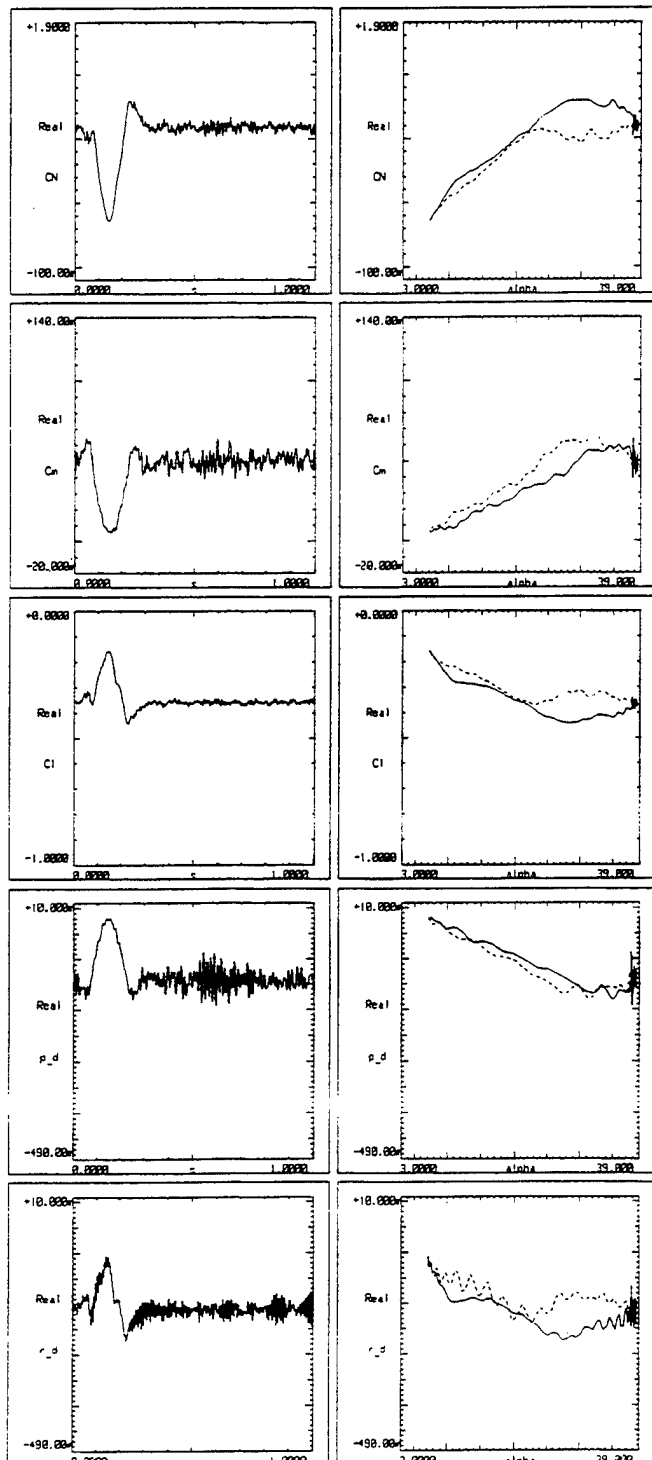 +1.9000
Real
CN
-100.00m
0.0000 s 1.0000
+1.9000
Real
CN
-100.00m
3.0000 Alpha 39.000
+140.00m
Real
Cm
-20.000m
0.0000 s 1.0000
+140.00m
Real
Cm
-20.000m
3.0000 Alpha 39.000
+0.0000
Real
Cl
-1.0000
0.0000 s 1.0000
+0.0000
Real
Cl
-1.0000
3.0000 Alpha 39.000
+10.000m
Real
p_d
-490.00m
0.0000 s 1.0000
+10.000m
Real
p_d
-490.00m
3.0000 Alpha 39.000
+10.000m
Real
r_d
-490.00m
+10.000m
Real
r_d
-490.00m